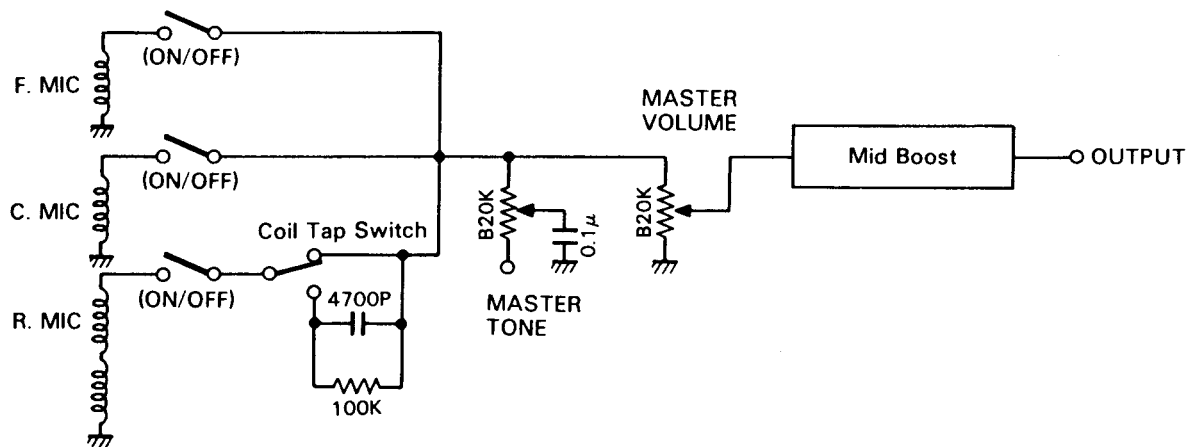 (ON/OFF)
F. MIC
MASTER
VOLUME
Mid Boost
OUTPUT
(ON/OFF)
C. MIC
B20K
0.1μ
B20K
Coil Tap Switch
(ON/OFF)
R. MIC
4700P
MASTER
TONE
100K